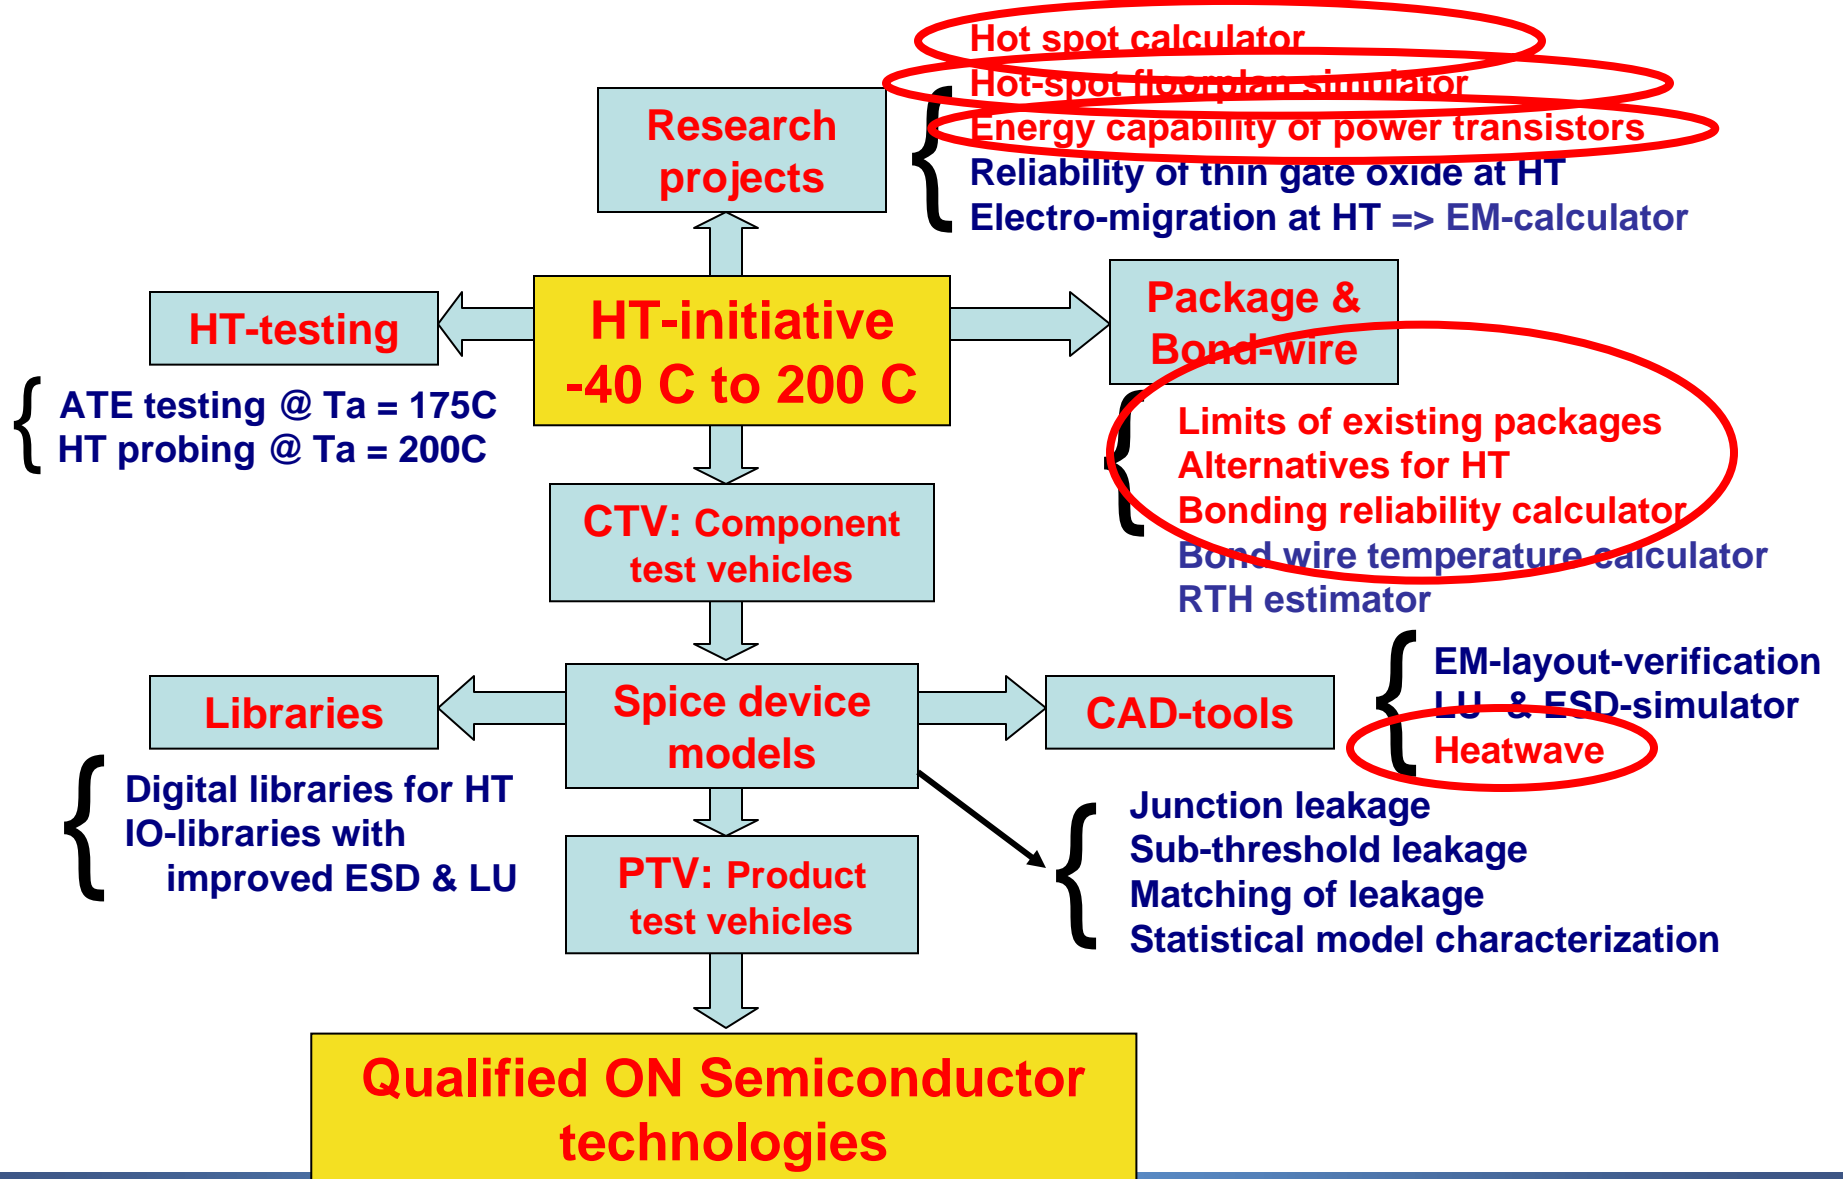 Hot spot calculator
Hot-spot floorplan simulator
Energy capability of power transistors
Reliability of thin gate oxide at HT
Electro-migration at HT => EM-calculator
Research
projects
HT-testing
ATE testing @ Ta = 175C
HT probing @ Ta = 200C
HT-initiative
-40 C to 200 C
Package &
Bond-wire
Limits of existing packages
Alternatives for HT
Bonding reliability calculator
Bond wire temperature calculator
RTH estimator
CTV: Component
test vehicles
Libraries
Digital libraries for HT
IO-libraries with
improved ESD & LU
Spice device
models
CAD-tools
EM-layout-verification
LU- & ESD-simulator
Heatwave
Junction leakage
Sub-threshold leakage
Matching of leakage
Statistical model characterization
PTV: Product
test vehicles
Qualified ON Semiconductor
technologies